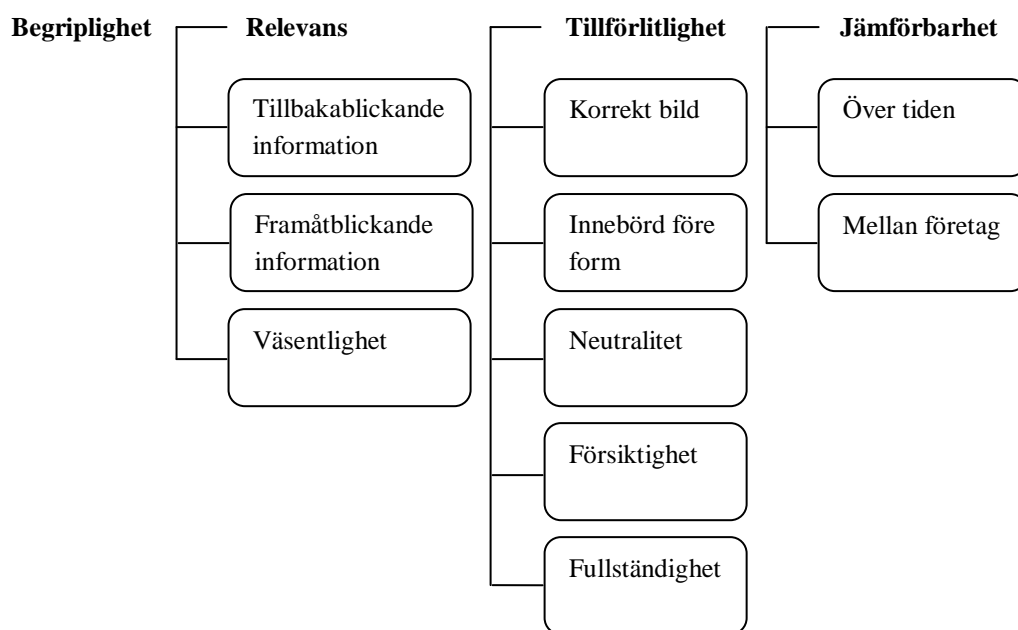 Begriplighet
Relevans
Tillbakablickande
information
Framåtblickande
information
Väsentlighet
Tillförlitlighet
Korrekt bild
Innebörd före
form
Neutralitet
Försiktighet
Fullständighet
Jämförbarhet
Över tiden
Mellan företag